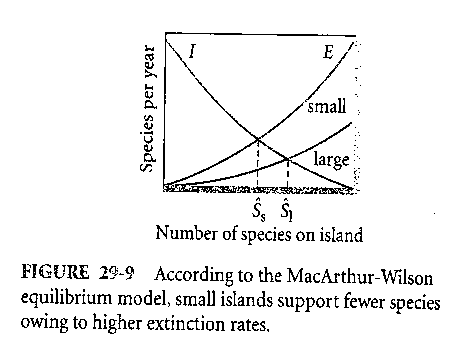 Species per year
I
E
small
large
Ŝs Ŝl
Number of species on island
FIGURE 29-9 According to the MacArthur-Wilson
equilibrium model, small islands support fewer species
owing to higher extinction rates.